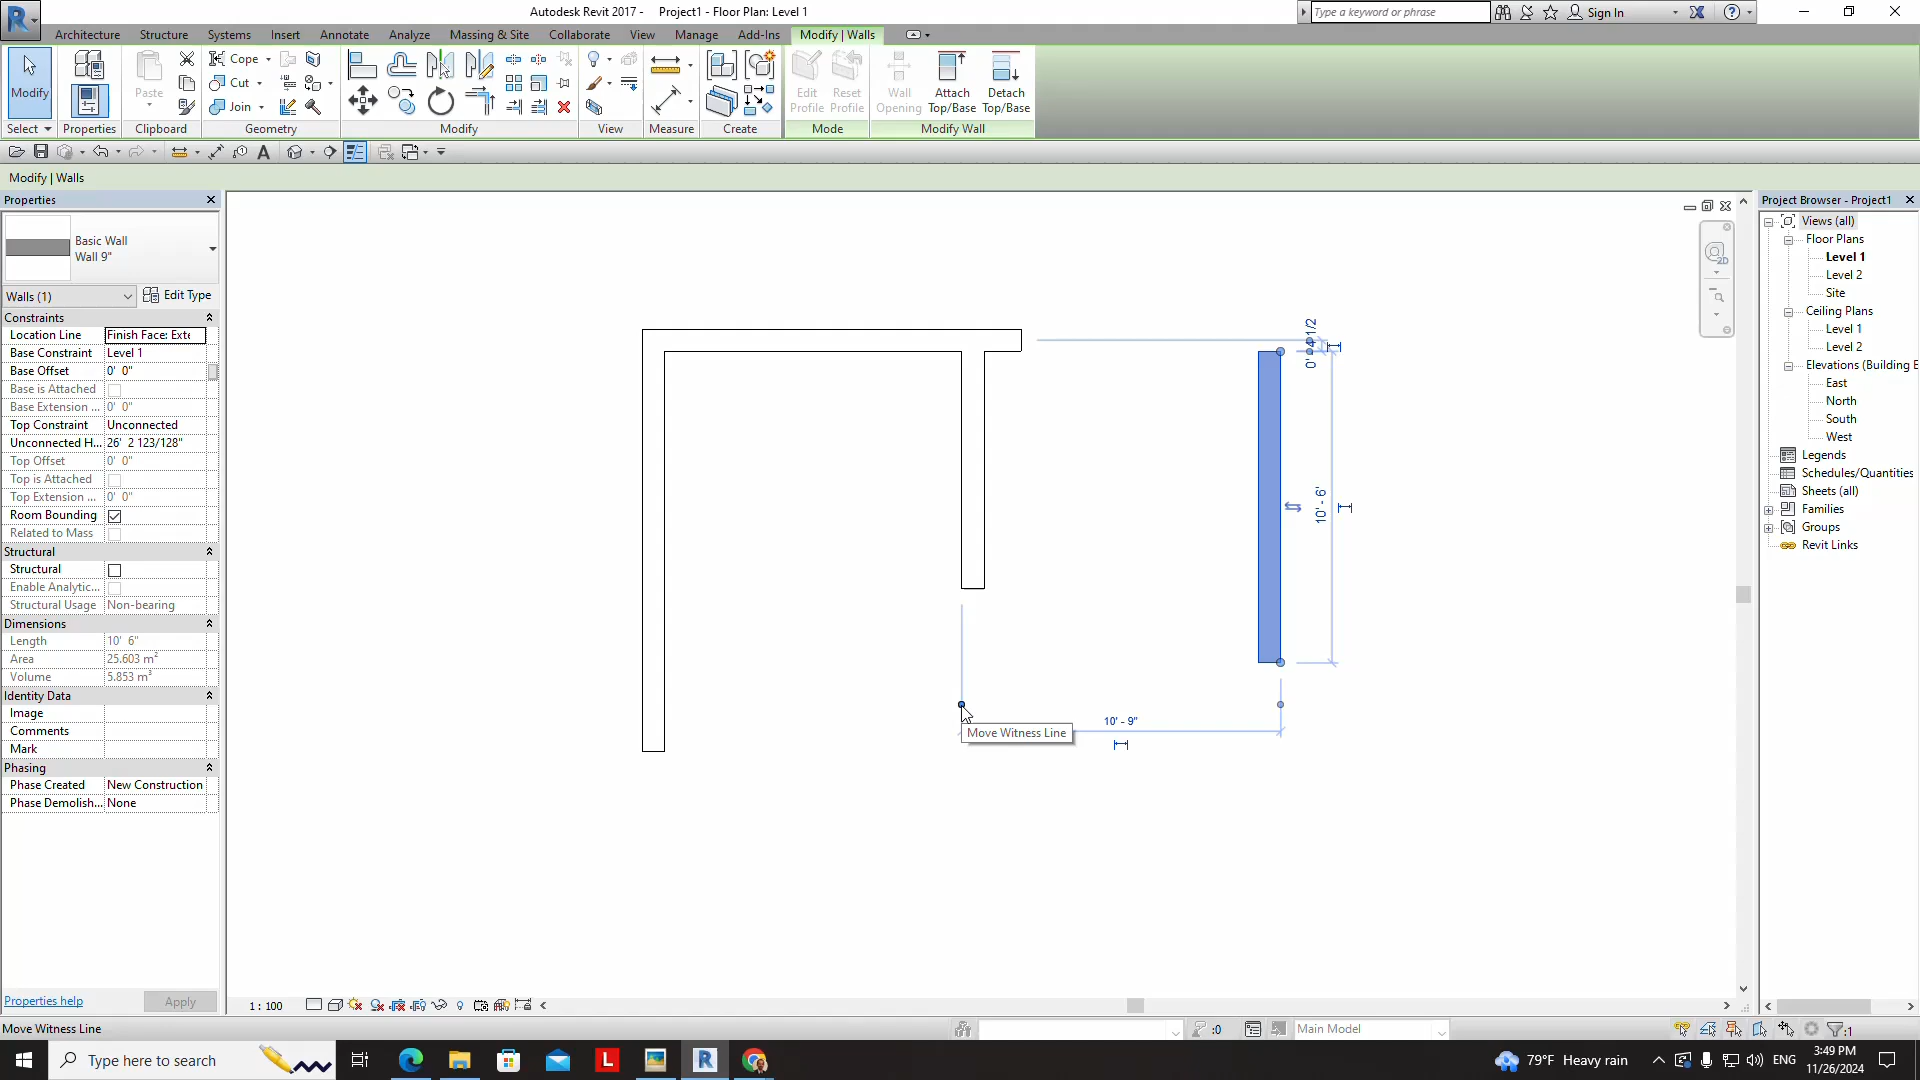 Autodesk Revit 2017 -     Project1 - Floor Plan: Level 1
Type a keyword or phrase
Sign In
Architecture
Structure
Systems
Insert
Annotate
Analyze
Massing & Site
Collaborate
View
Manage
Add-Ins
Modify | Walls
Modify
Select
Properties
Paste
Clipboard
Cope
Cut
Join
Geometry
Modify
View
Measure
Create
Edit
Profile
Reset
Profile
Mode
Wall
Opening
Attach
Top/Base
Detach
Top/Base
Modify Wall
A
Modify | Walls
Properties
Basic Wall
Wall 9"
Walls (1)
Edit Type
Constraints
Location Line Finish Face: Exte
Base Constraint Level 1
Base Offset 0'  0"
Base is Attached
Base Extension ... 0'  0"
Top Constraint Unconnected
Unconnected H... 26'  2 123/128"
Top Offset 0'  0"
Top is Attached
Top Extension ... 0'  0"
Room Bounding
Related to Mass
Structural
Structural
Enable Analytic...
Structural Usage Non-bearing
Dimensions
Length 10'  6"
Area 25.603 m²
Volume 5.853 m³
Identity Data
Image
Comments
Mark
Phasing
Phase Created New Construction
Phase Demolish... None
Properties help
Apply
0' - 4 1/2
10' - 6'
10' - 9"
Move Witness Line
2D
Project Browser - Project1
Views (all)
Floor Plans
Level 1
Level 2
Site
Ceiling Plans
Level 1
Level 2
Elevations (Building E
East
North
South
West
Legends
Schedules/Quantities
Sheets (all)
Families
Groups
Revit Links
1 : 100
Move Witness Line
:0
Main Model
:1
Type here to search
L
R
79°F  Heavy rain
ENG
3:49 PM
11/26/2024